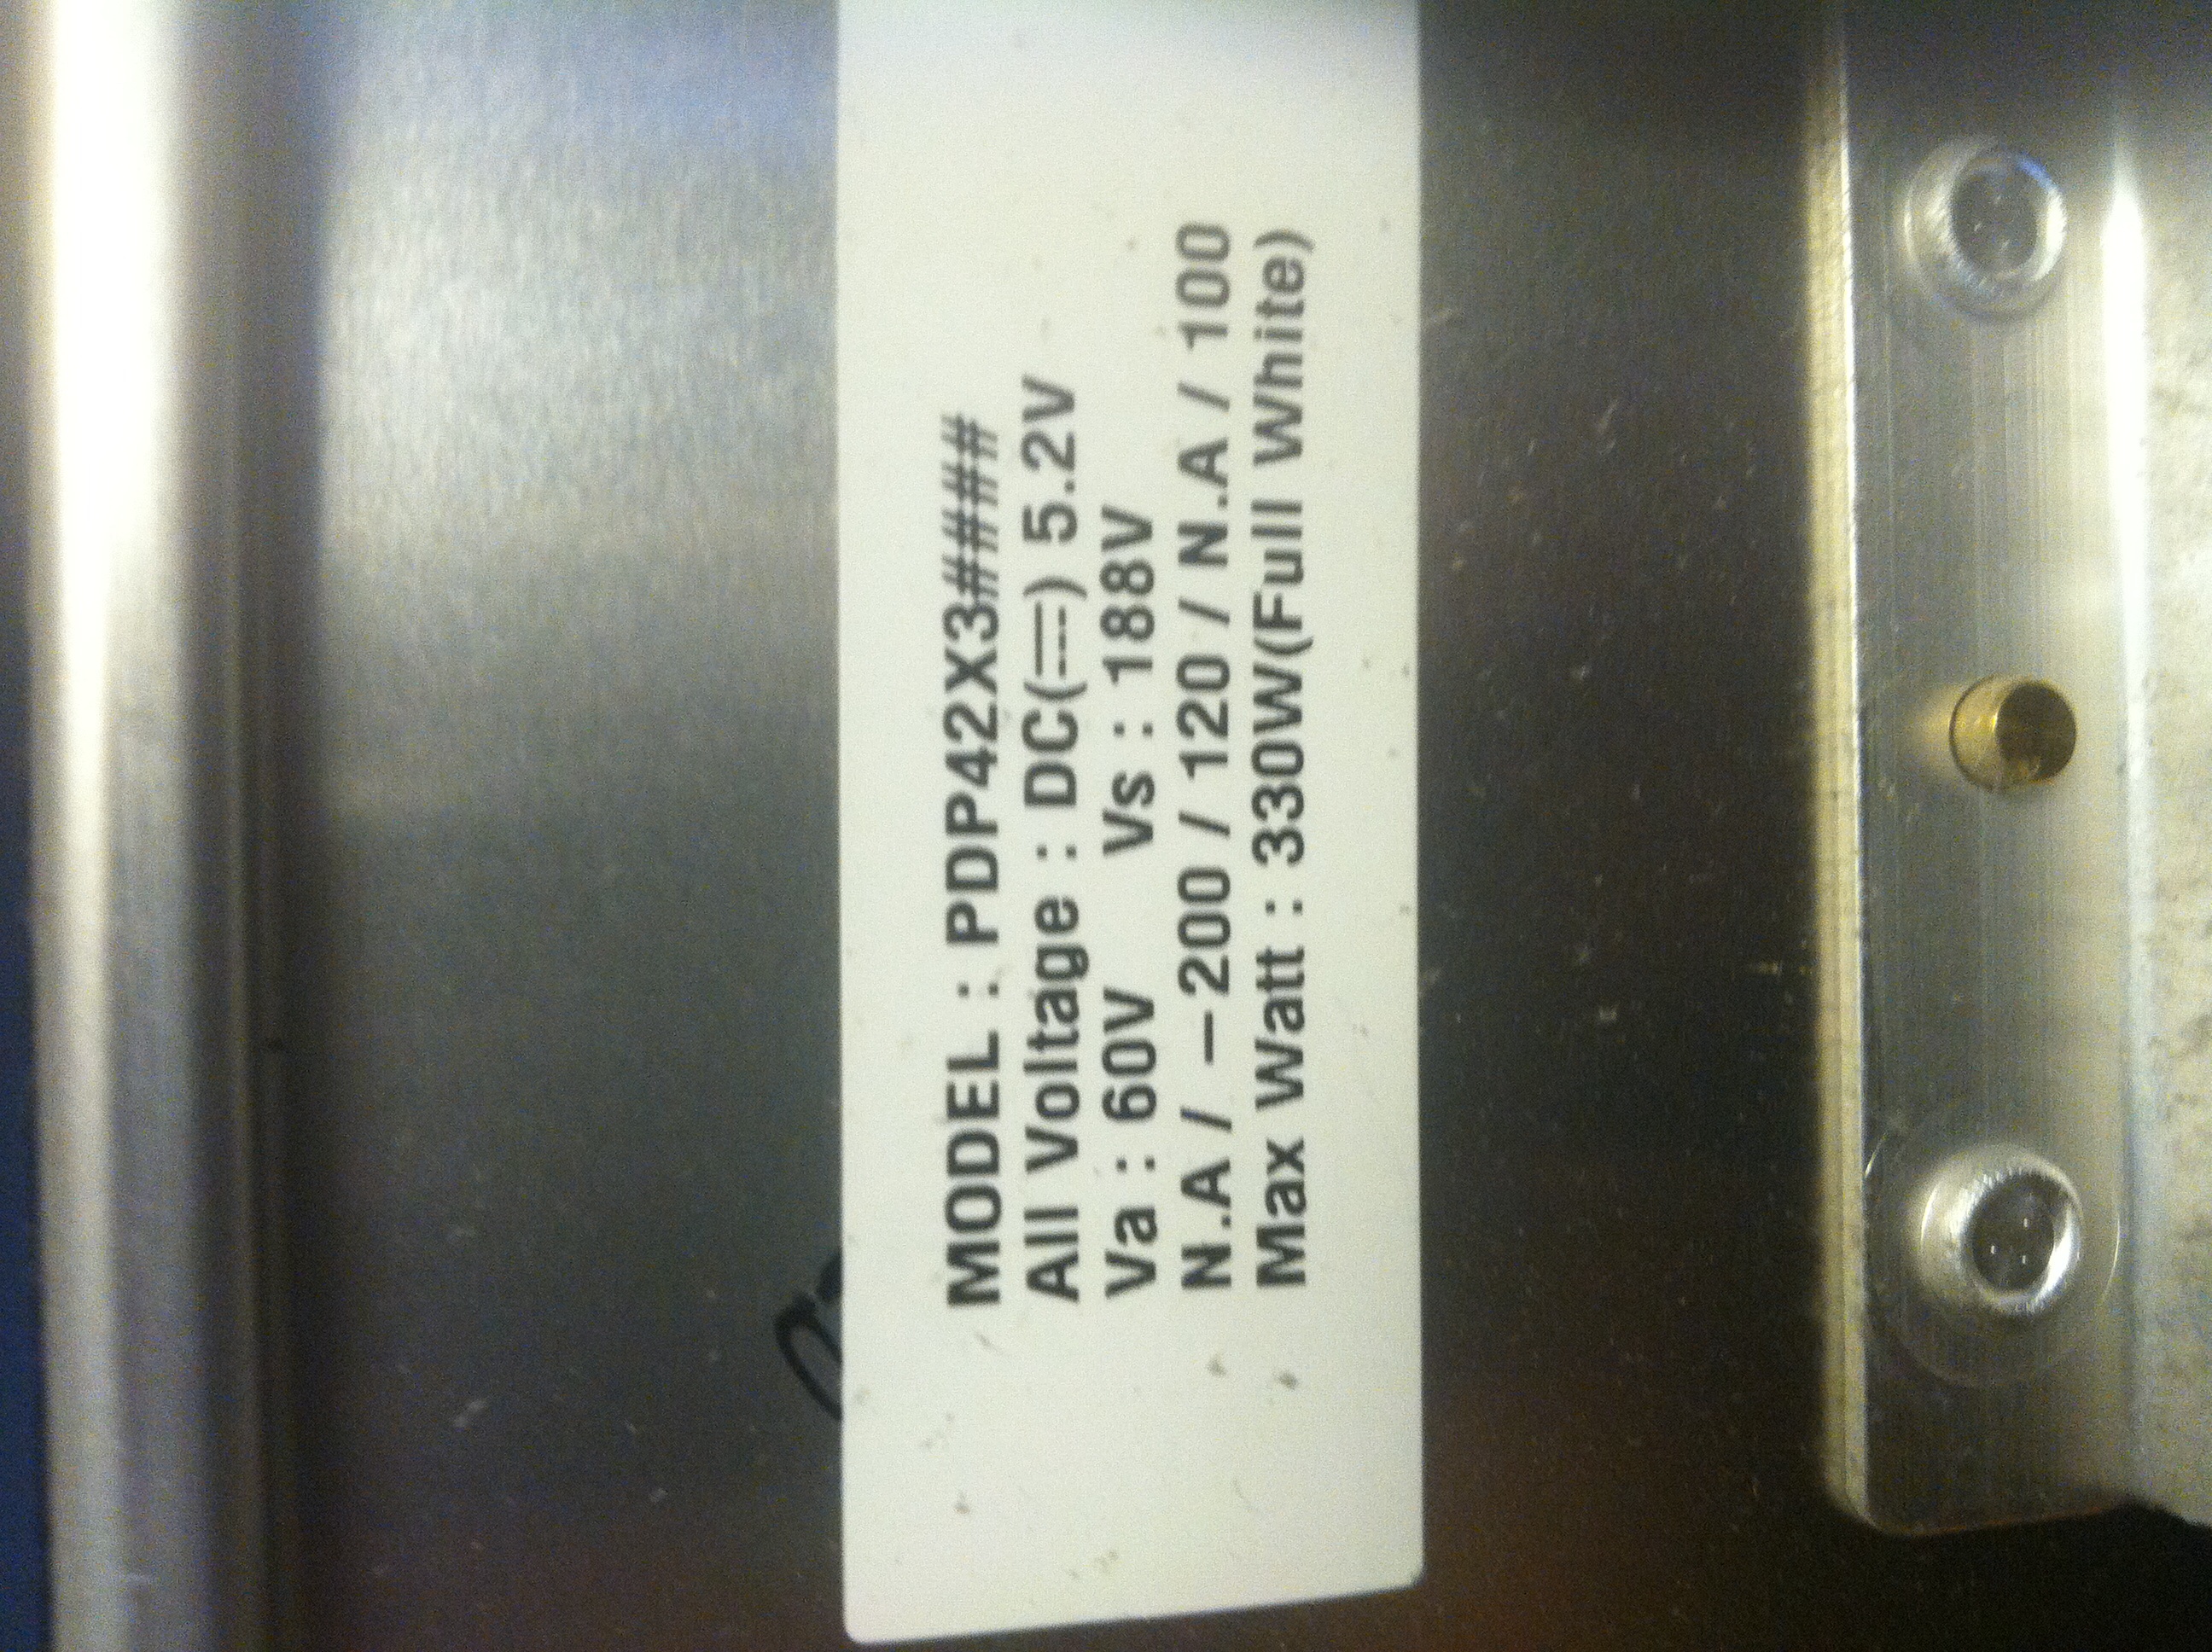 MODEL : PDP42X3####
All Voltage : DC(⎓) 5.2V
Va : 60V Vs : 188V
N.A / -200 / 120 / N.A / 100
Max Watt : 330W(Full White)